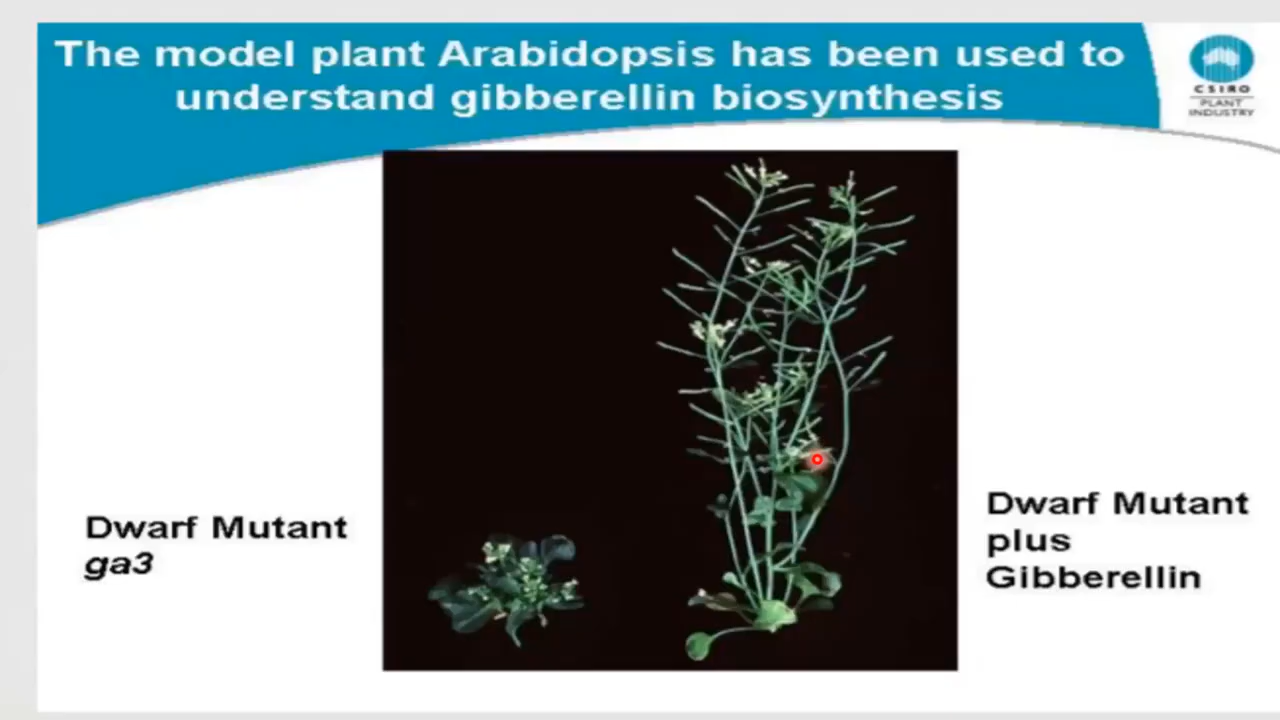 The model plant Arabidopsis has been used to
understand gibberellin biosynthesis
CSIRO
PLANT
INDUSTRY
Dwarf Mutant
ga3
Dwarf Mutant
plus
Gibberellin